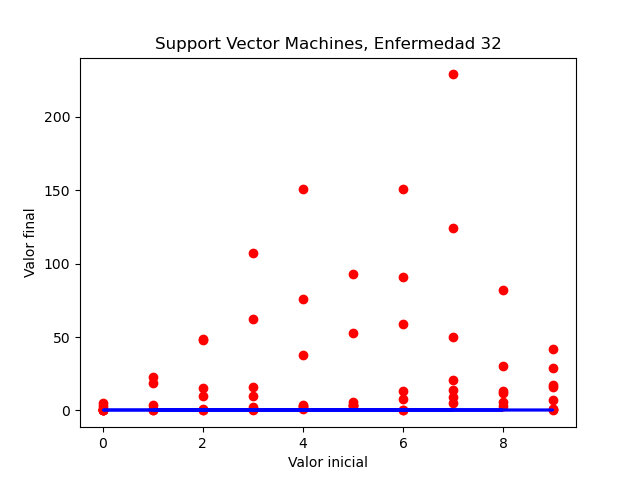 Support Vector Machines, Enfermedad 32
Valor final
200
150
100
50
0
0 2 4 6 8
Valor inicial